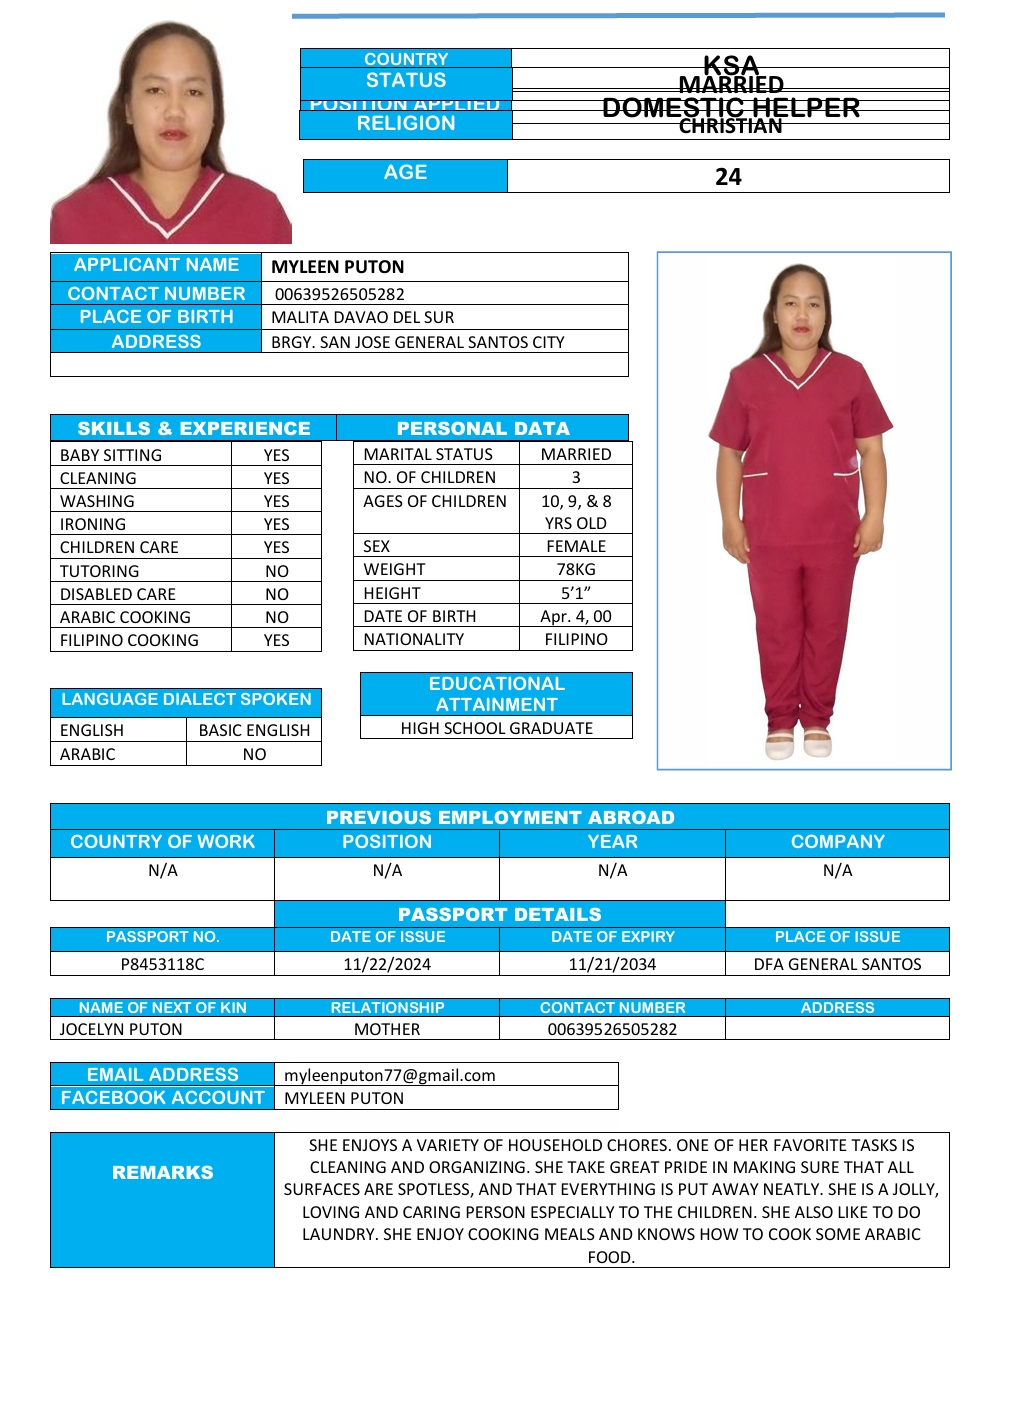 COUNTRY KSA
STATUS MARRIED
POSITION APPLIED DOMESTIC HELPER
RELIGION CHRISTIAN
AGE 24
APPLICANT NAME MYLEEN PUTON
CONTACT NUMBER 00639526505282
PLACE OF BIRTH MALITA DAVAO DEL SUR
ADDRESS BRGY. SAN JOSE GENERAL SANTOS CITY
SKILLS & EXPERIENCE PERSONAL DATA
BABY SITTING YES
CLEANING YES
WASHING YES
IRONING YES
CHILDREN CARE YES
TUTORING NO
DISABLED CARE NO
ARABIC COOKING NO
FILIPINO COOKING YES
MARITAL STATUS MARRIED
NO. OF CHILDREN 3
AGES OF CHILDREN 10, 9, & 8
YRS OLD
SEX FEMALE
WEIGHT 78KG
HEIGHT 5’1”
DATE OF BIRTH Apr. 4, 00
NATIONALITY FILIPINO
LANGUAGE DIALECT SPOKEN
ENGLISH BASIC ENGLISH
ARABIC NO
EDUCATIONAL
ATTAINMENT
HIGH SCHOOL GRADUATE
PREVIOUS EMPLOYMENT ABROAD
COUNTRY OF WORK POSITION YEAR COMPANY
N/A N/A N/A N/A
PASSPORT DETAILS
PASSPORT NO. DATE OF ISSUE DATE OF EXPIRY PLACE OF ISSUE
P8453118C 11/22/2024 11/21/2034 DFA GENERAL SANTOS
NAME OF NEXT OF KIN RELATIONSHIP CONTACT NUMBER ADDRESS
JOCELYN PUTON MOTHER 00639526505282
EMAIL ADDRESS myleenputon77@gmail.com
FACEBOOK ACCOUNT MYLEEN PUTON
REMARKS
SHE ENJOYS A VARIETY OF HOUSEHOLD CHORES. ONE OF HER FAVORITE TASKS IS
CLEANING AND ORGANIZING. SHE TAKE GREAT PRIDE IN MAKING SURE THAT ALL
SURFACES ARE SPOTLESS, AND THAT EVERYTHING IS PUT AWAY NEATLY. SHE IS A JOLLY,
LOVING AND CARING PERSON ESPECIALLY TO THE CHILDREN. SHE ALSO LIKE TO DO
LAUNDRY. SHE ENJOY COOKING MEALS AND KNOWS HOW TO COOK SOME ARABIC
FOOD.